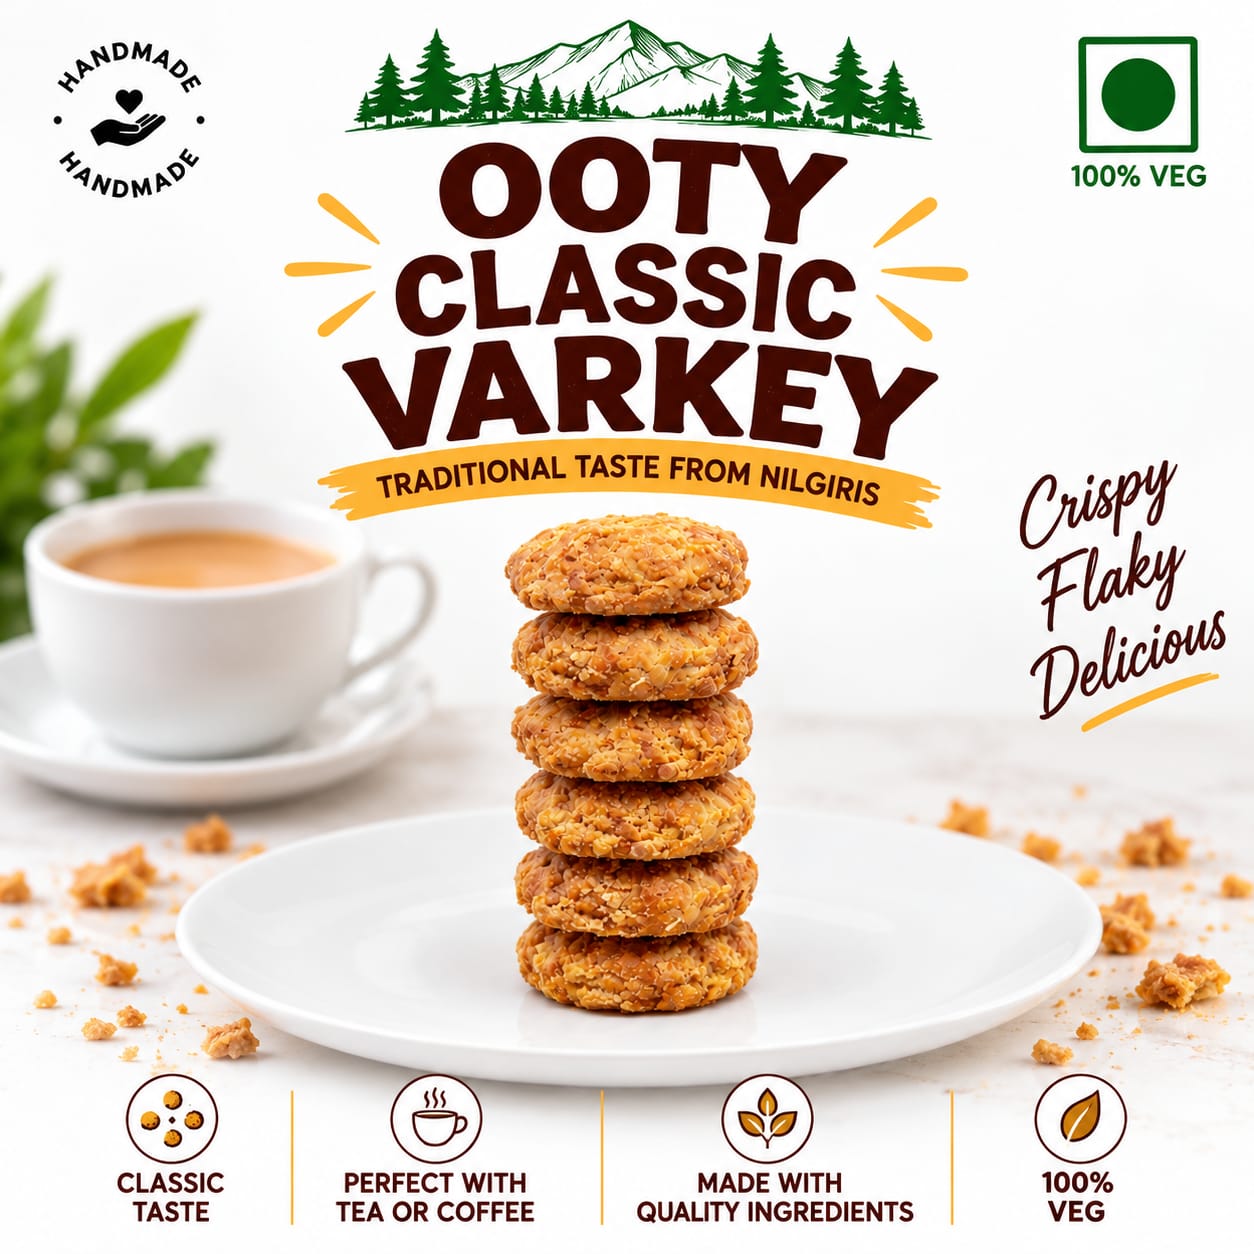 HANDMADE
HANDMADE
100% VEG
OOTY
CLASSIC
VARKEY
TRADITIONAL TASTE FROM NILGIRIS
Crispy
Flaky
Delicious
CLASSIC
TASTE
PERFECT WITH
TEA OR COFFEE
MADE WITH
QUALITY INGREDIENTS
100%
VEG